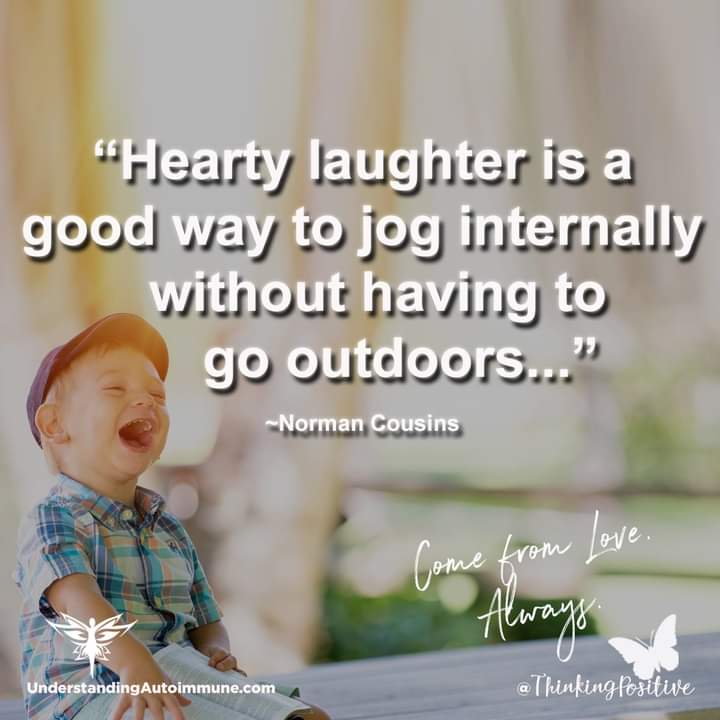 “Hearty laughter is a
good way to jog internally
without having to
go outdoors...”
~Norman Cousins
Come from Love.
Always.
UnderstandingAutoimmune.com
@ThinkingPositive